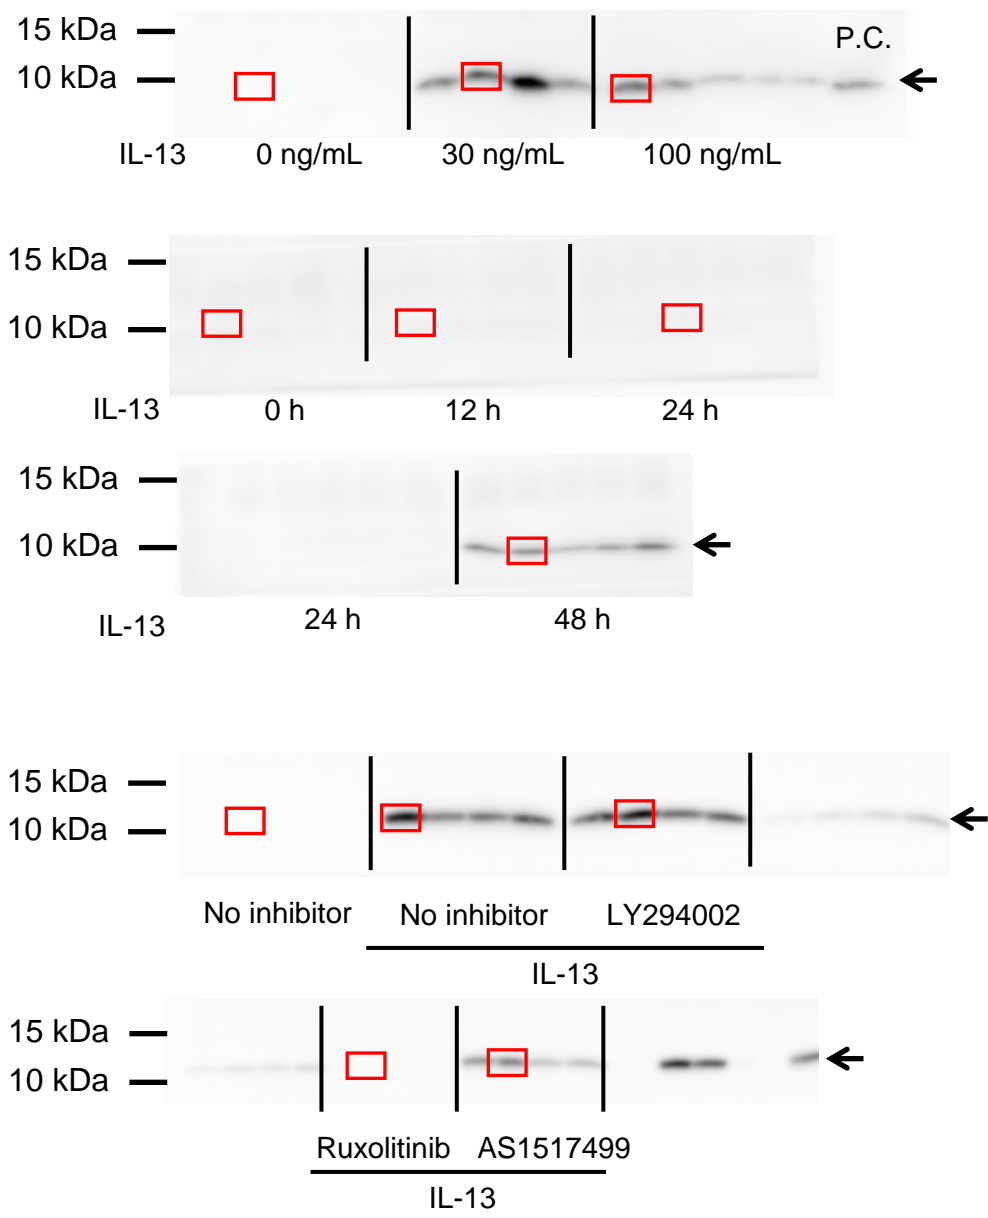 15 kDa
P.C.
10 kDa
IL-13 0 ng/mL 30 ng/mL 100 ng/mL
15 kDa
10 kDa
IL-13 0 h 12 h 24 h
15 kDa
10 kDa
IL-13 24 h 48 h
15 kDa
10 kDa
No inhibitor No inhibitor LY294002
IL-13
15 kDa
10 kDa
Ruxolitinib AS1517499
IL-13